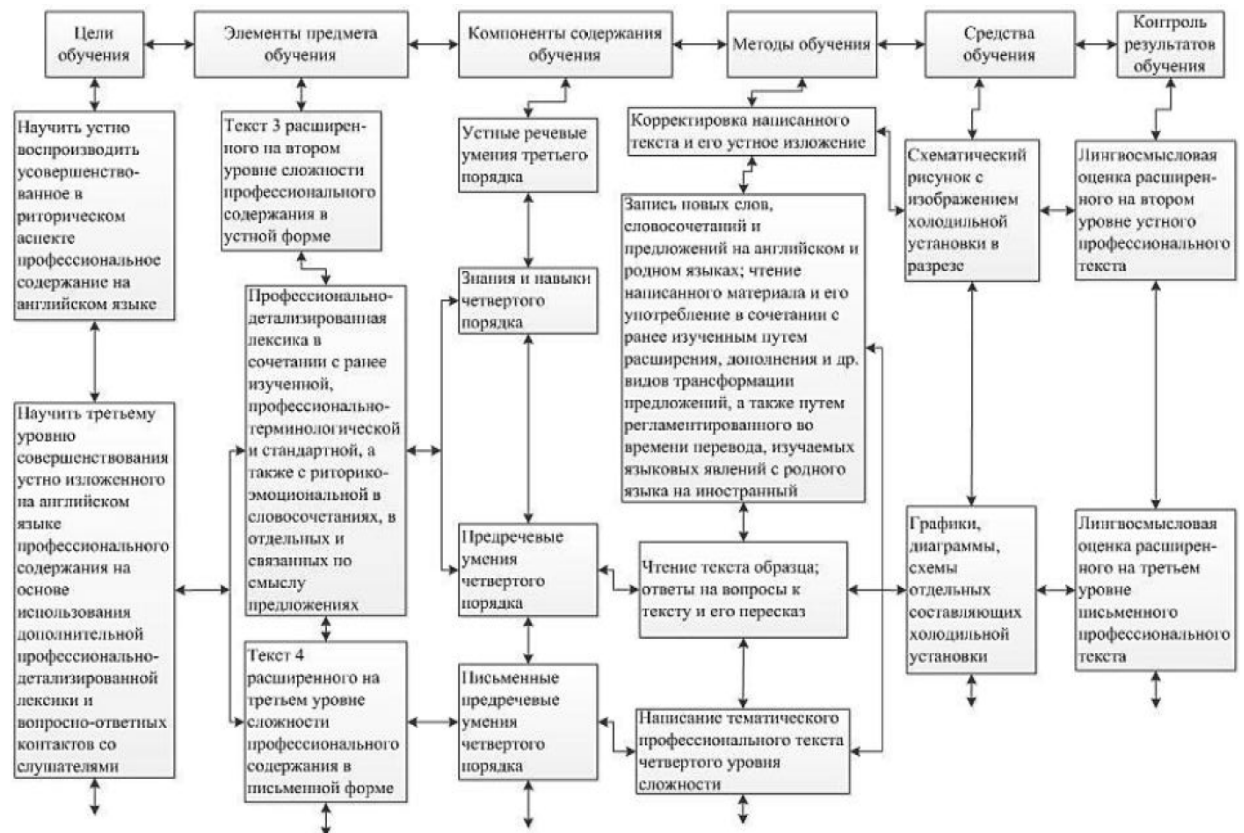 Цели
обучения
Элементы предмета
обучения
Компоненты содержания
обучения
Методы обучения
Средства
обучения
Контроль
результатов
обучения
Научить устно
воспроизводить
усовершенство-
ванное в
риторическом
аспекте
профессиональное
содержание на
английском языке
Научить третьему
уровню
совершенствования
устно изложенного
на английском
языке
профессионального
содержания на
основе
использования
дополнительной
профессионально-
детализированной
лексики и
вопросно-ответных
контактов со
слушателями
Текст 3 расширен-
ного на втором
уровне сложности
профессионального
содержания в
устной форме
Профессионально-
детализированная
лексика в
сочетании с ранее
изученной,
профессионально-
терминологической
и стандартной, а
также с риторико-
эмоциональной в
словосочетаниях, в
отдельных и
связанных по
смыслу
предложениях
Текст 4
расширенного на
третьем уровне
сложности
профессионального
содержания в
письменной форме
Устные речевые
умения третьего
порядка
Знания и навыки
четвертого
порядка
Предречевые
умения
четвертого
порядка
Письменные
предречевые
умения
четвертого
порядка
Корректировка написанного
текста и его устное изложение
Запись новых слов,
словосочетаний и
предложений на английском и
родном языках; чтение
написанного материала и его
употребление в сочетании с
ранее изученным путем
расширения, дополнения и др.
видов трансформации
предложений, а также путем
регламентированного во
времени перевода, изучаемых
языковых явлений с родного
языка на иностранный
Чтение текста образца;
ответы на вопросы к
тексту и его пересказ
Написание тематического
профессионального текста
четвертого уровня
сложности
Схематический
рисунок с
изображением
холодильной
установки в
разрезе
Графики,
диаграммы,
схемы
отдельных
составляющих
холодильной
установки
Лингвосмысловая
оценка расширен-
ного на втором
уровне устного
профессионального
текста
Лингвосмысловая
оценка расширен-
ного на третьем
уровне
письменного
профессионального
текста